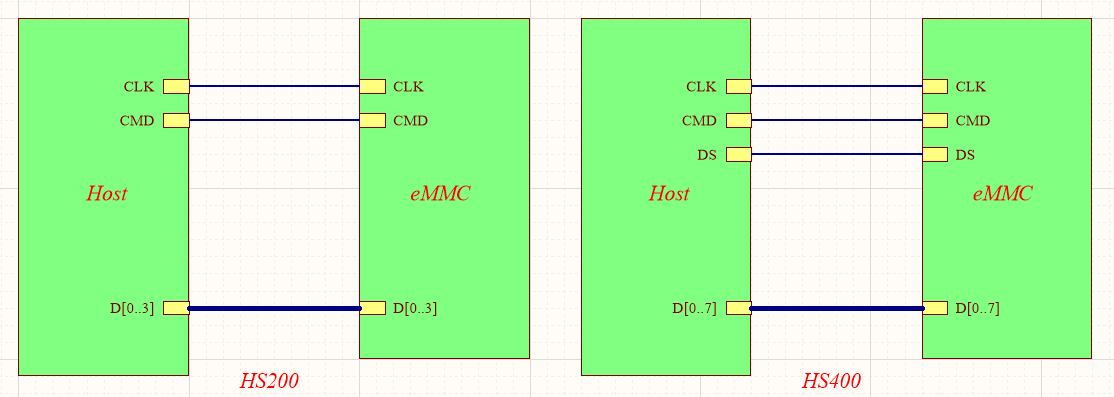 CLK CLK
CMD CMD
Host eMMC
D[0..3] D[0..3]
HS200
CLK CLK
CMD CMD
DS DS
Host eMMC
D[0..7] D[0..7]
HS400